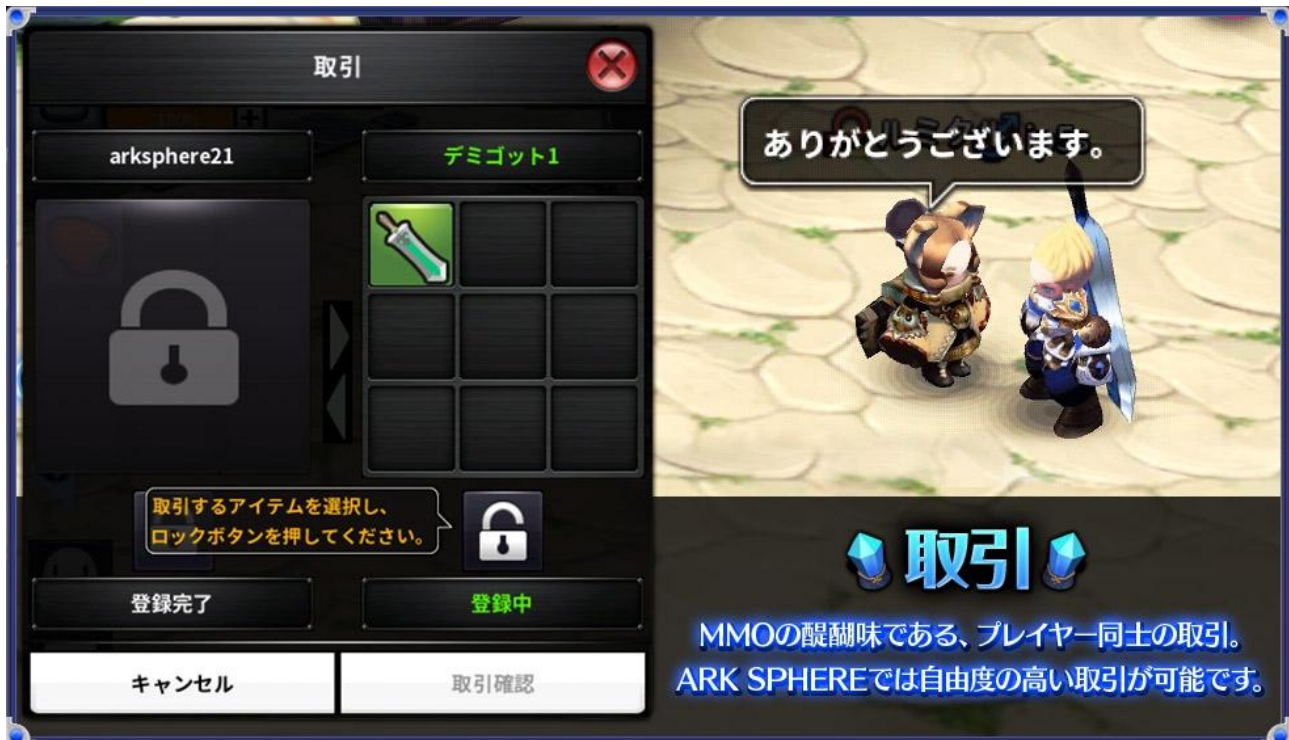 取引
arksphere21
デミゴット1
取引するアイテムを選択し、
ロックボタンを押してください。
登録完了
登録中
キャンセル
取引確認
ありがとうございます。
取引
MMOの醍醐味である、プレイヤー同士の取引。
ARK SPHEREでは自由度の高い取引が可能です。